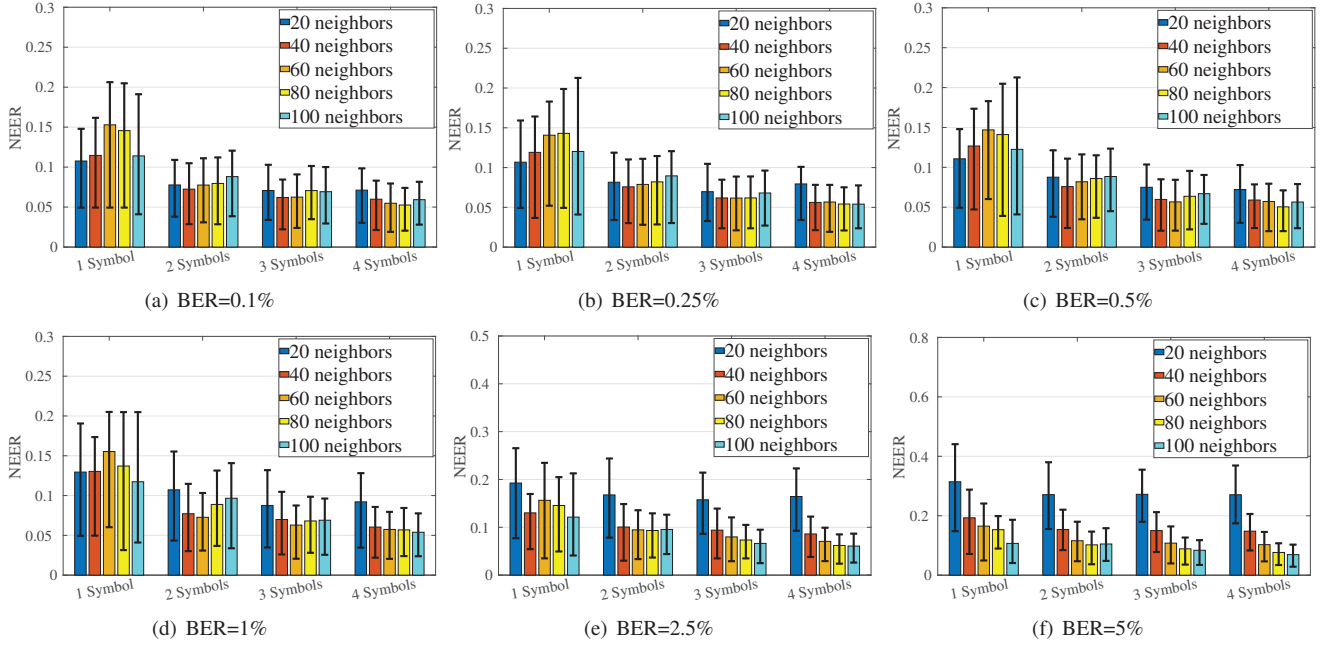 0.3
0.25
0.2
0.15
0.1
0.05
0
NEER
20 neighbors
40 neighbors
60 neighbors
80 neighbors
100 neighbors
1 Symbol
2 Symbols
3 Symbols
4 Symbols
(a) BER=0.1%
0.3
0.25
0.2
0.15
0.1
0.05
0
NEER
20 neighbors
40 neighbors
60 neighbors
80 neighbors
100 neighbors
1 Symbol
2 Symbols
3 Symbols
4 Symbols
(b) BER=0.25%
0.3
0.25
0.2
0.15
0.1
0.05
0
NEER
20 neighbors
40 neighbors
60 neighbors
80 neighbors
100 neighbors
1 Symbol
2 Symbols
3 Symbols
4 Symbols
(c) BER=0.5%
0.3
0.25
0.2
0.15
0.1
0.05
0
NEER
20 neighbors
40 neighbors
60 neighbors
80 neighbors
100 neighbors
1 Symbol
2 Symbols
3 Symbols
4 Symbols
(d) BER=1%
0.5
0.4
0.3
0.2
0.1
0
NEER
20 neighbors
40 neighbors
60 neighbors
80 neighbors
100 neighbors
1 Symbol
2 Symbols
3 Symbols
4 Symbols
(e) BER=2.5%
0.8
0.6
0.4
0.2
0
NEER
20 neighbors
40 neighbors
60 neighbors
80 neighbors
100 neighbors
1 Symbol
2 Symbols
3 Symbols
4 Symbols
(f) BER=5%